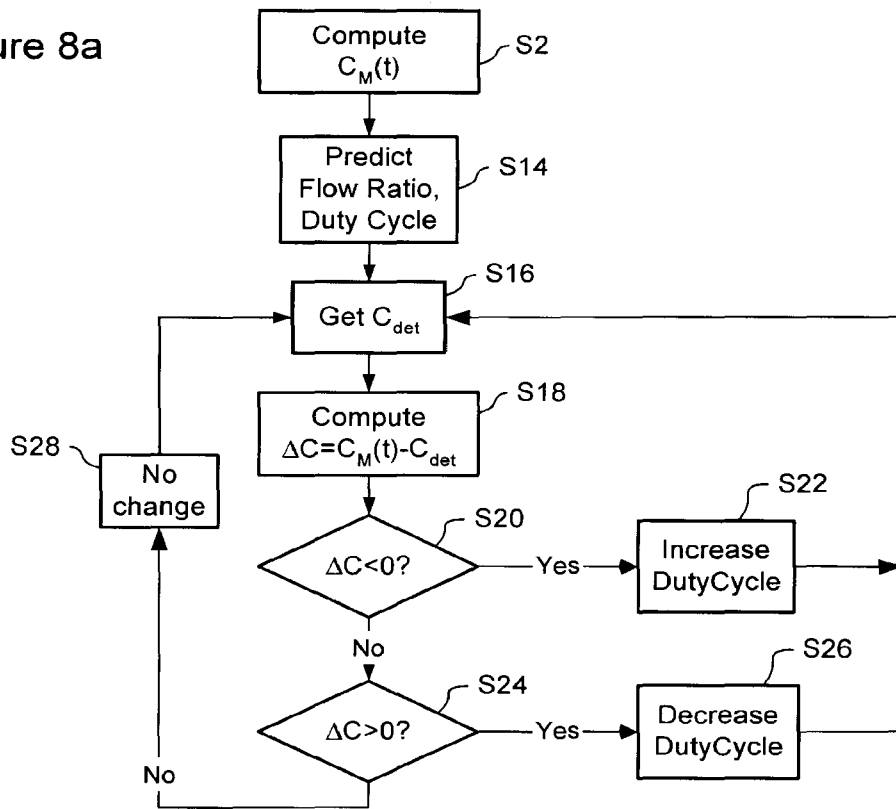 ure 8a
Compute
C_M(t)
S2
Predict
Flow Ratio,
Duty Cycle
S14
Get C_det
S16
Compute
ΔC=C_M(t)-C_det
S18
S28
No
change
ΔC<0?
S20
Yes
Increase
DutyCycle
S22
No
ΔC>0?
S24
Yes
Decrease
DutyCycle
S26
No